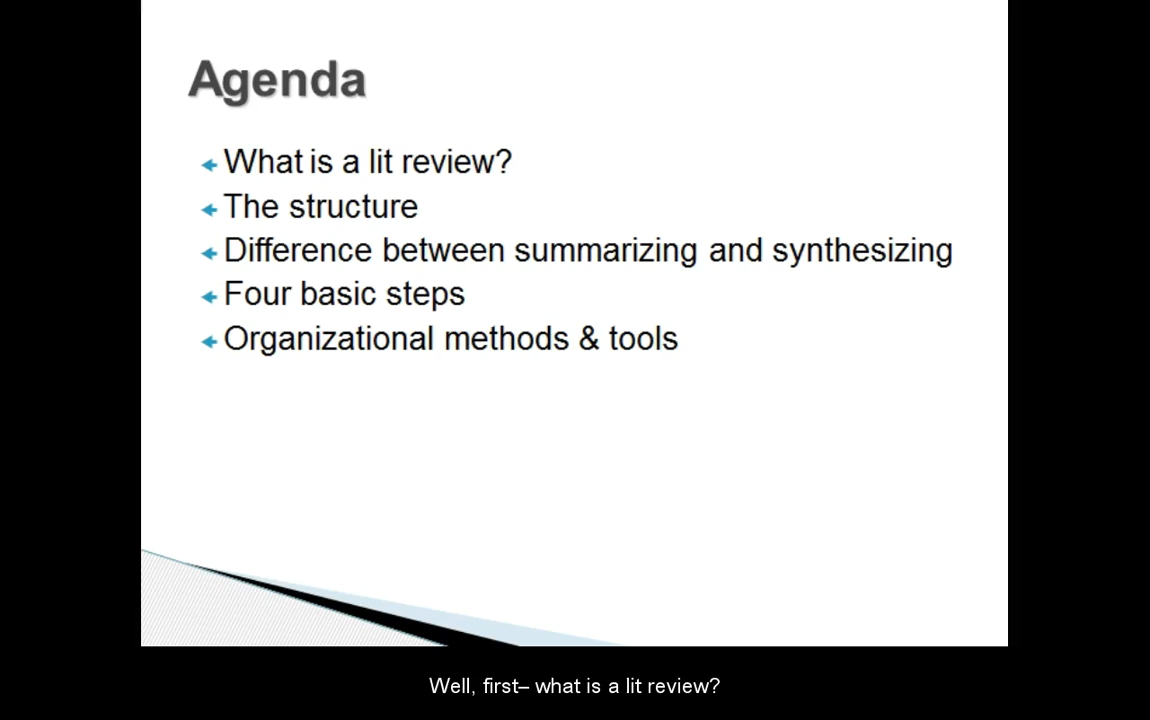 Agenda
What is a lit review?
The structure
Difference between summarizing and synthesizing
Four basic steps
Organizational methods & tools
Well, first– what is a lit review?